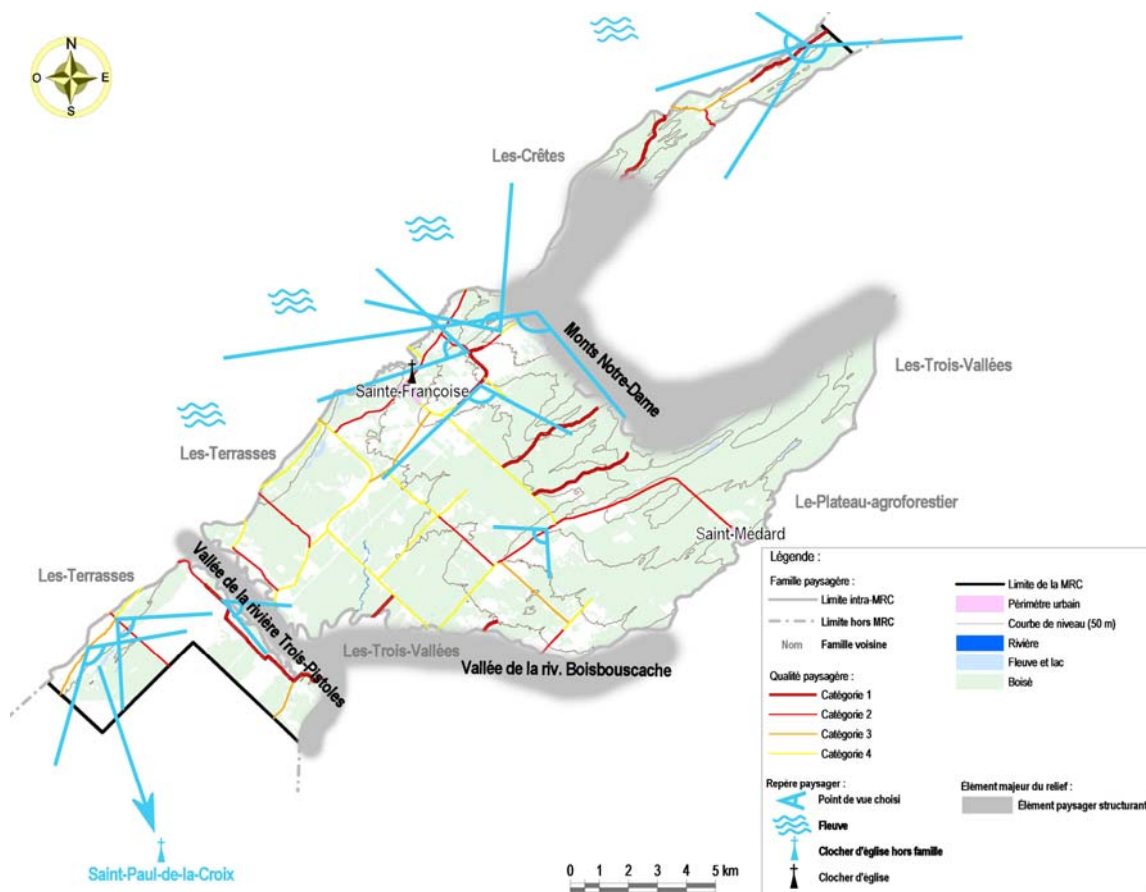 N
O
E
S
Les-Crêtes
Monts Notre-Dame
Les-Trois-Vallées
Sainte-Françoise
Les-Terrasses
Le-Plateau-agroforestier
Saint-Médard
Vallée de la rivière Trois-Pistoles
Les-Terrasses
Les-Trois-Vallées
Vallée de la riv. Boisbouscache
Saint-Paul-de-la-Croix
0 1 2 3 4 5 km
Légende :
Famille paysagère :
Limite intra-MRC
Limite hors MRC
Nom Famille voisine
Qualité paysagère :
Catégorie 1
Catégorie 2
Catégorie 3
Catégorie 4
Repère paysager :
Point de vue choisi
Fleuve
Clocher d'église hors famille
Clocher d'église
Limite de la MRC
Périmètre urbain
Courbe de niveau (50 m)
Rivière
Fleuve et lac
Boisé
Élément majeur du relief :
Élément paysager structurant